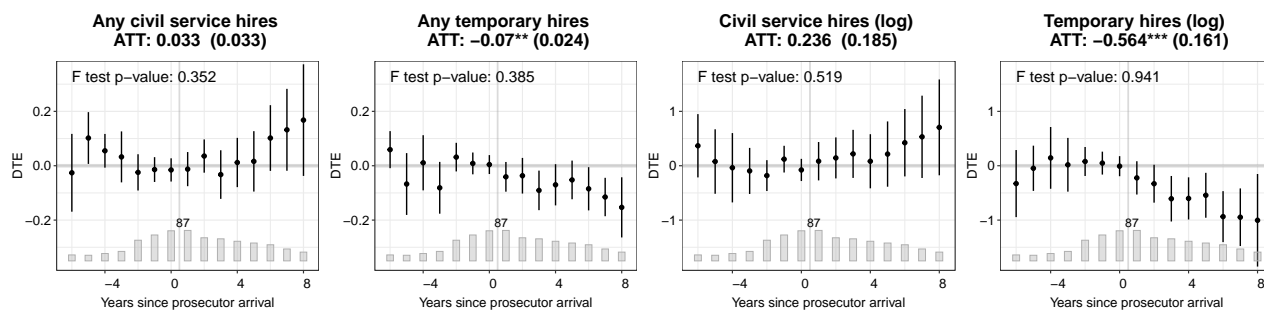 Any civil service hires
ATT: 0.033 (0.033)
F test p−value: 0.352
DTE
0.2
0.0
−0.2
87
−4
0
4
8
Years since prosecutor arrival
Any temporary hires
ATT: −0.07** (0.024)
F test p−value: 0.385
DTE
0.2
0.0
−0.2
87
−4
0
4
8
Years since prosecutor arrival
Civil service hires (log)
ATT: 0.236 (0.185)
F test p−value: 0.519
DTE
1
0
−1
87
−4
0
4
8
Years since prosecutor arrival
Temporary hires (log)
ATT: −0.564*** (0.161)
F test p−value: 0.941
DTE
1
0
−1
87
−4
0
4
8
Years since prosecutor arrival